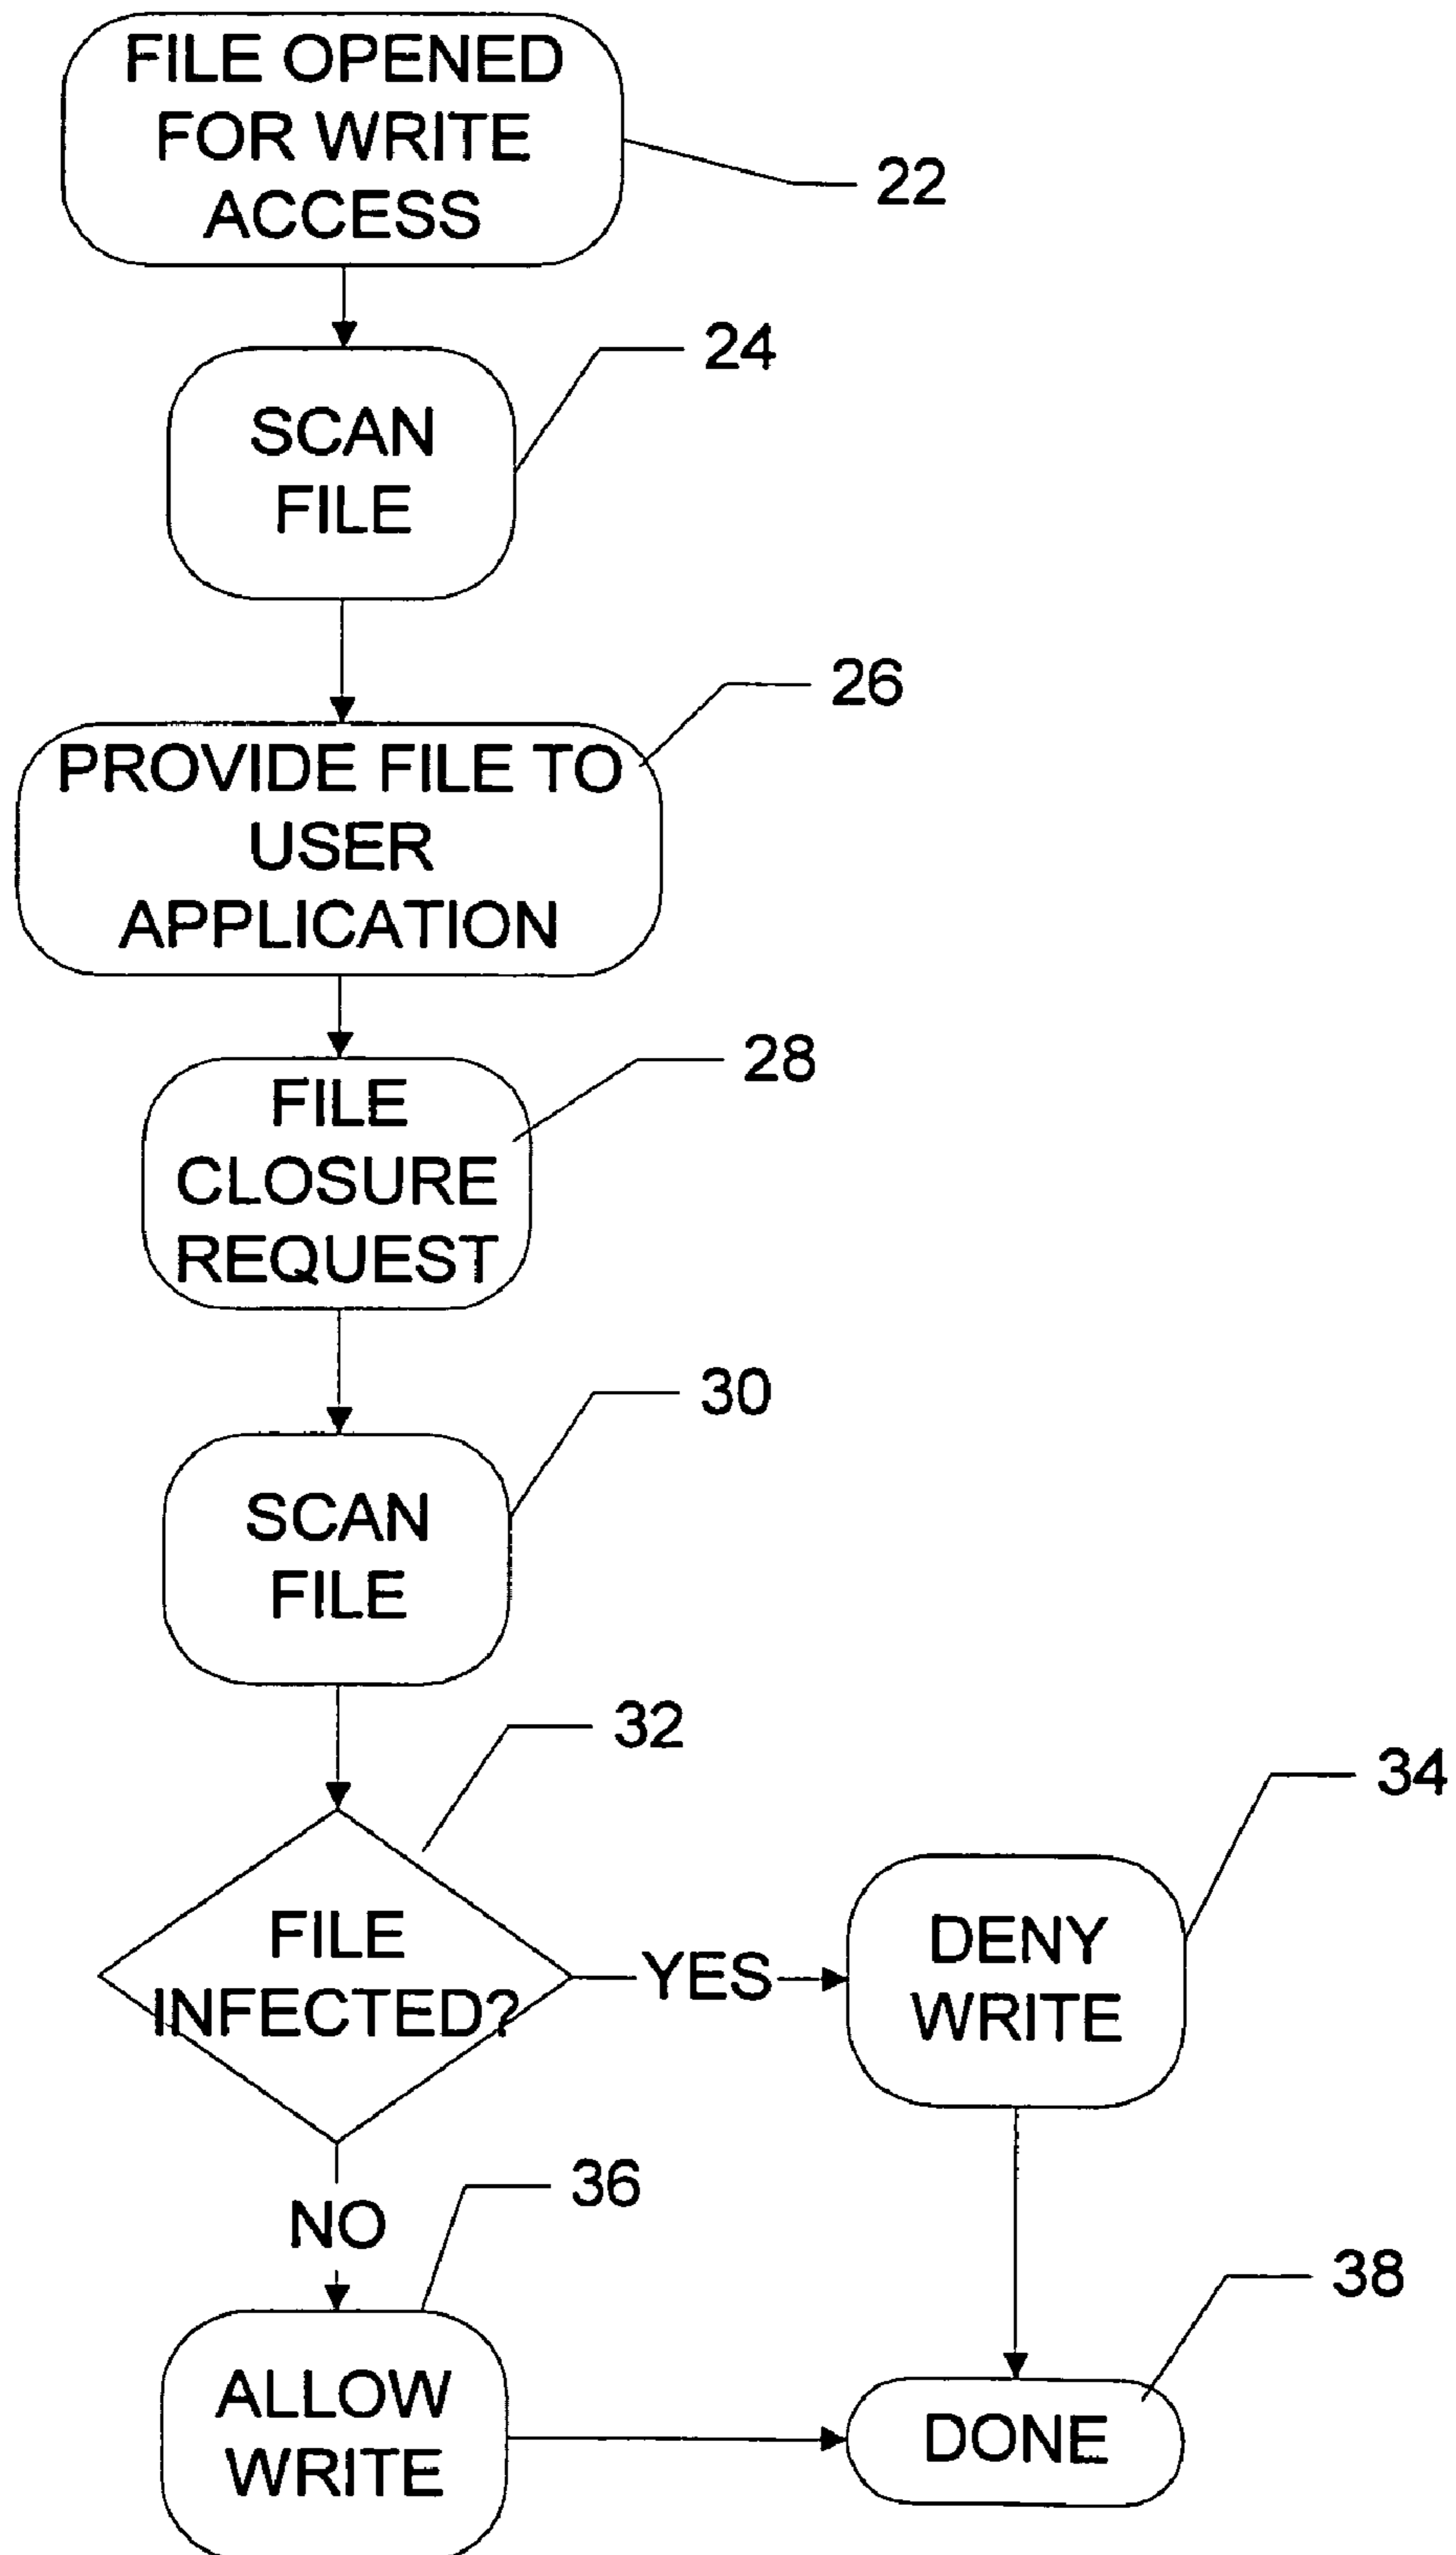 FILE OPENED
FOR WRITE
ACCESS
22
SCAN
FILE
24
PROVIDE FILE TO
USER
APPLICATION
26
FILE
CLOSURE
REQUEST
28
SCAN
FILE
30
FILE
INFECTED?
32
YES
DENY
WRITE
34
NO
ALLOW
WRITE
36
DONE
38